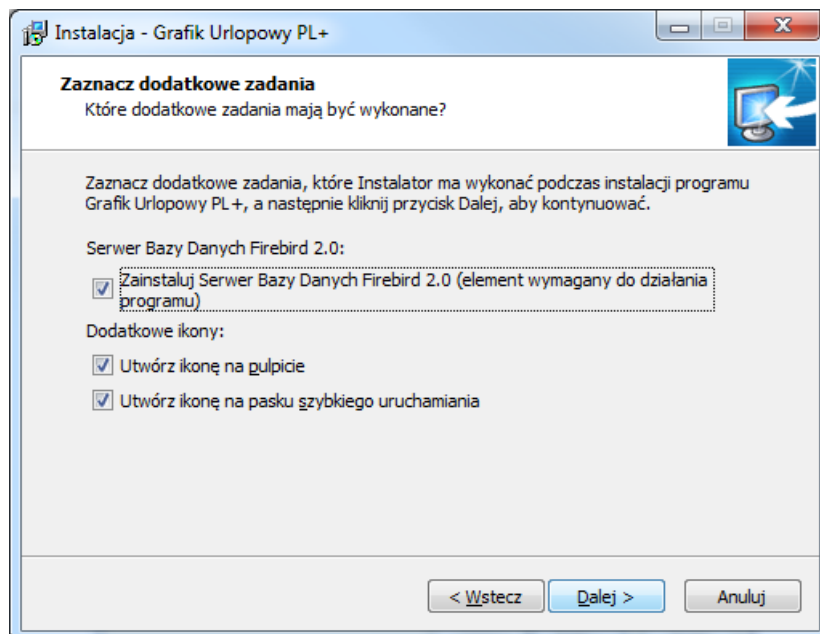 Instalacja - Grafik Urlopowy PL+
Zaznacz dodatkowe zadania
Które dodatkowe zadania mają być wykonane?
Zaznacz dodatkowe zadania, które Instalator ma wykonać podczas instalacji programu
Grafik Urlopowy PL+, a następnie kliknij przycisk Dalej, aby kontynuować.
Serwer Bazy Danych Firebird 2.0:
Zainstaluj Serwer Bazy Danych Firebird 2.0 (element wymagany do działania
programu)
Dodatkowe ikony:
Utwórz ikonę na pulpicie
Utwórz ikonę na pasku szybkiego uruchamiania
< Wstecz
Dalej >
Anuluj